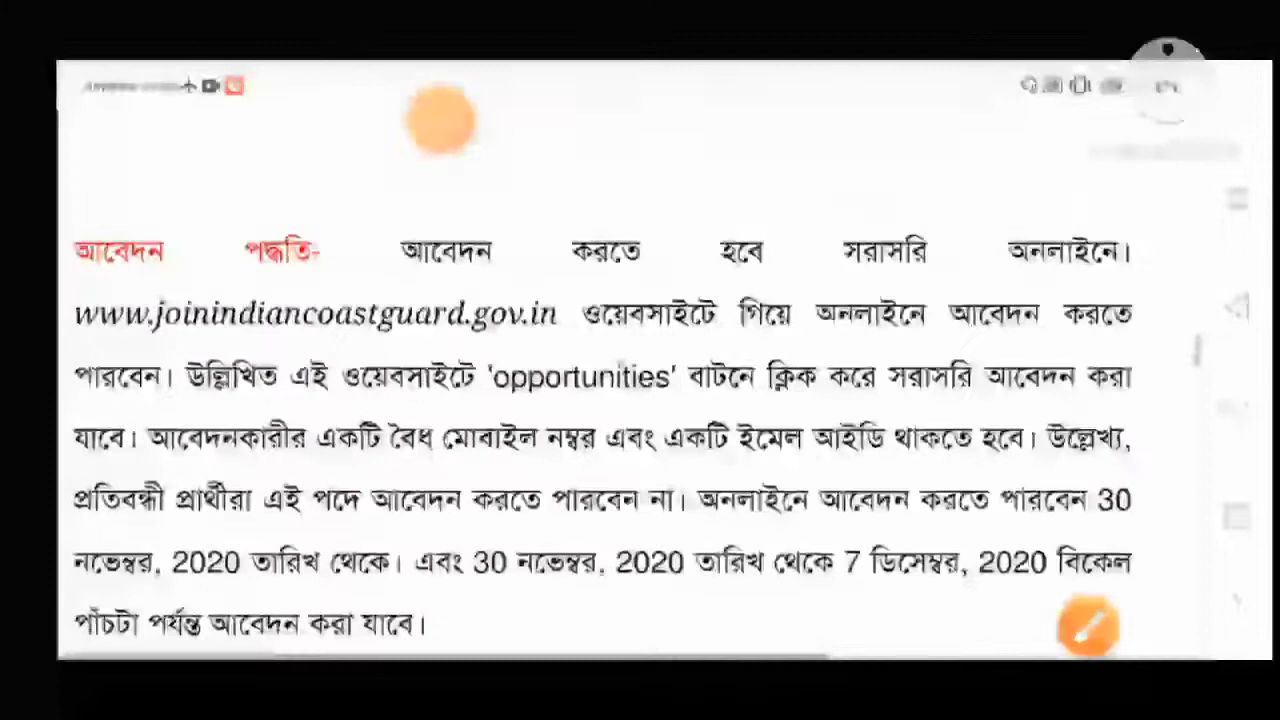 আবেদন পদ্ধতি- আবেদন করতে হবে সরাসরি অনলাইনে।
www.joinindiancoastguard.gov.in ওয়েবসাইটে গিয়ে অনলাইনে আবেদন করতে
পারবেন। উল্লিখিত এই ওয়েবসাইটে 'opportunities' বাটনে ক্লিক করে সরাসরি আবেদন করা
যাবে। আবেদনকারীর একটি বৈধ মোবাইল নম্বর এবং একটি ইমেল আইডি থাকতে হবে। উল্লেখ্য,
প্রতিবন্ধী প্রার্থীরা এই পদে আবেদন করতে পারবেন না। অনলাইনে আবেদন করতে পারবেন 30
নভেম্বর, 2020 তারিখ থেকে। এবং 30 নভেম্বর, 2020 তারিখ থেকে 7 ডিসেম্বর, 2020 বিকেল
পাঁচটা পর্যন্ত আবেদন করা যাবে।